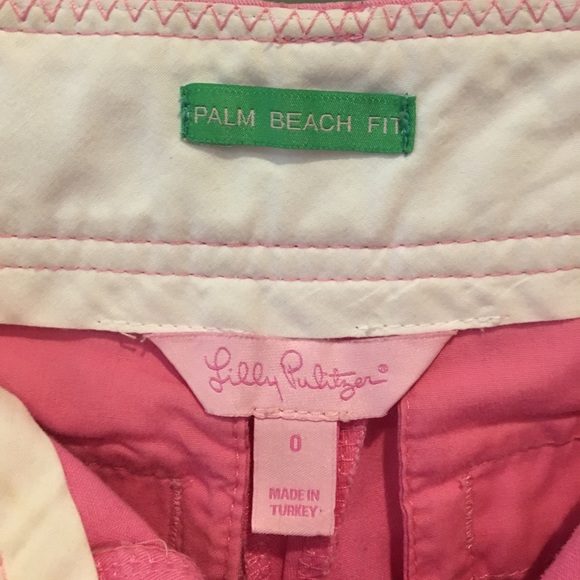 PALM BEACH FIT
Lilly Pulitzer®
0
MADE IN
TURKEY